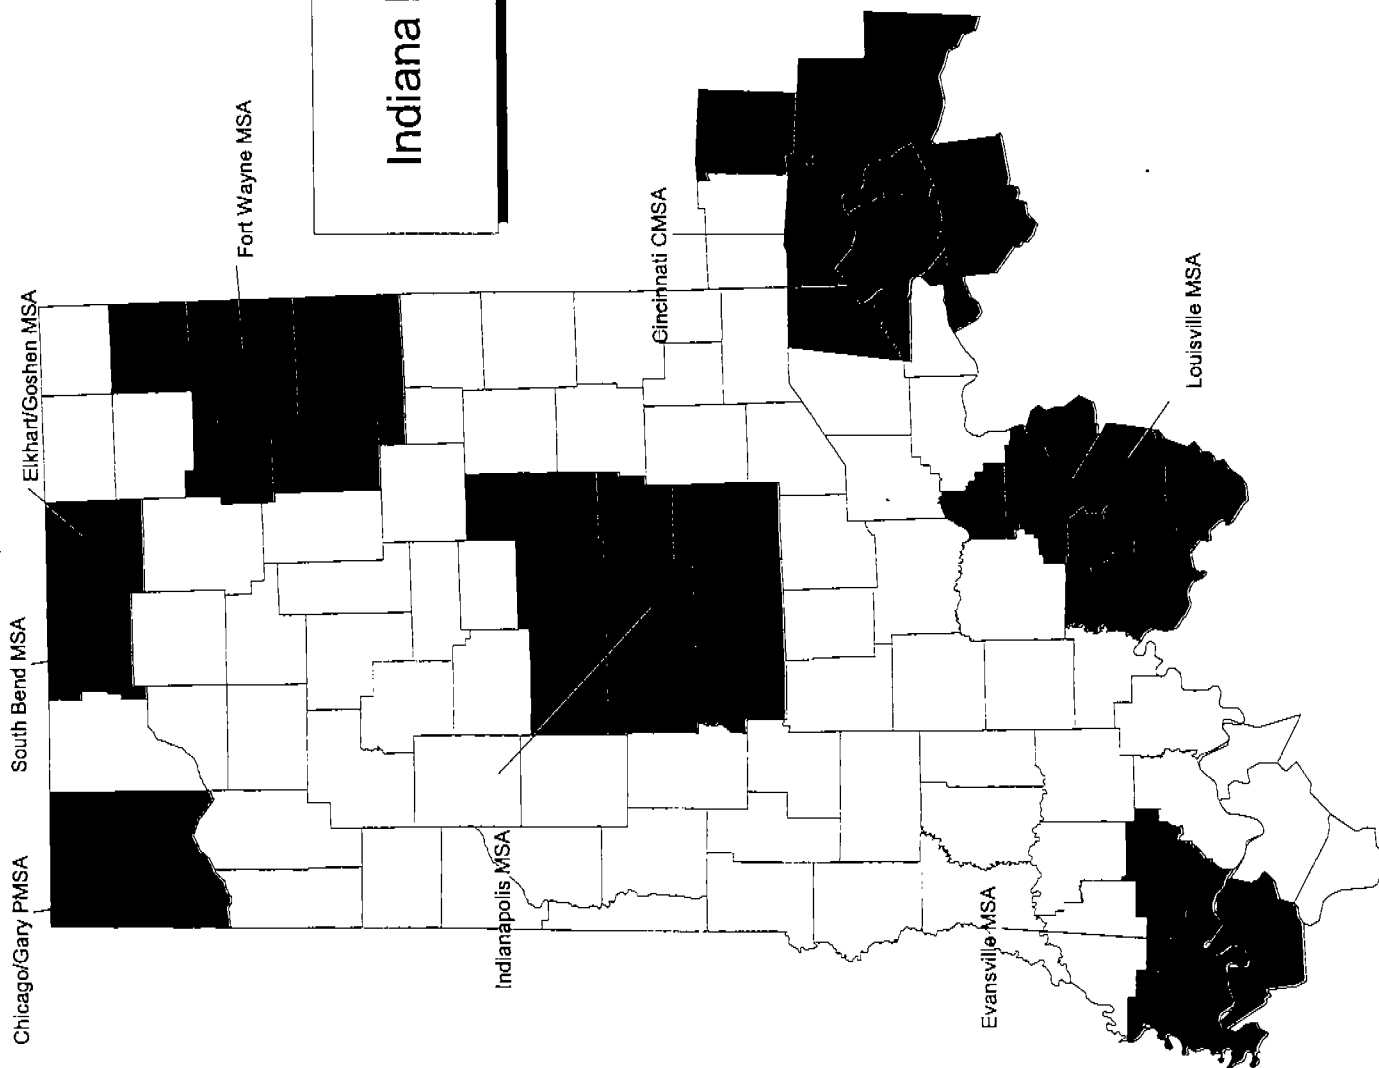 Chicago/Gary PMSA
South Bend MSA
Elkhart/Goshen MSA
Fort Wayne MSA
Indiana
Cincinnati CMSA
Indianapolis MSA
Louisville MSA
Evansville MSA